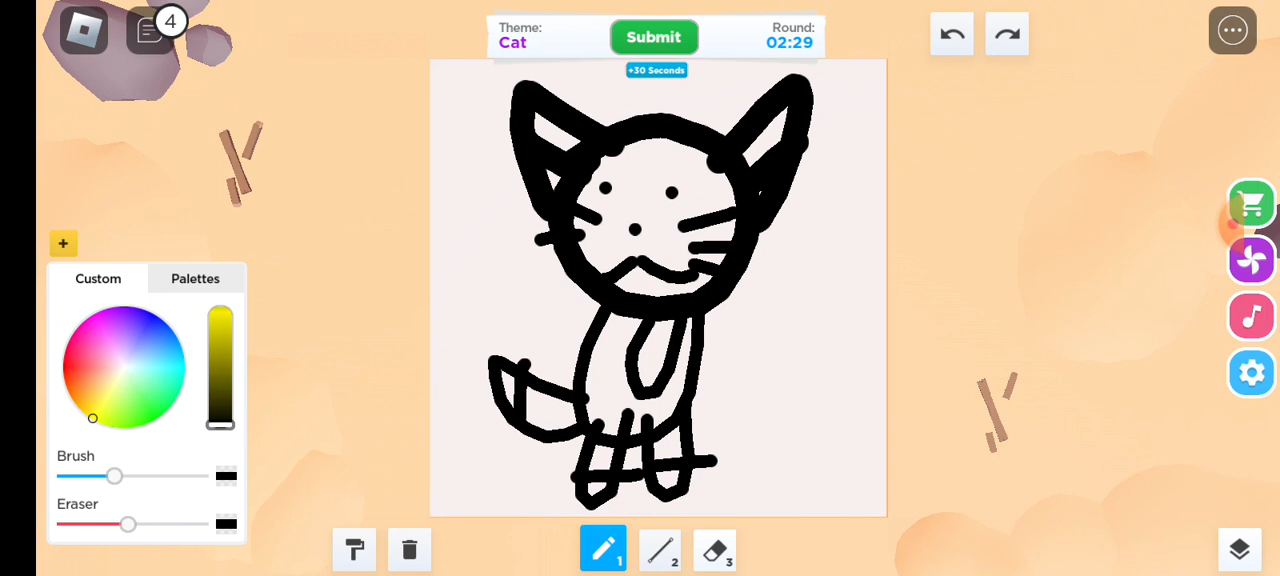 4
Theme:
Cat
Submit
Round:
02:29
+30 Seconds
+
Custom
Palettes
Brush
Eraser
1
2
3